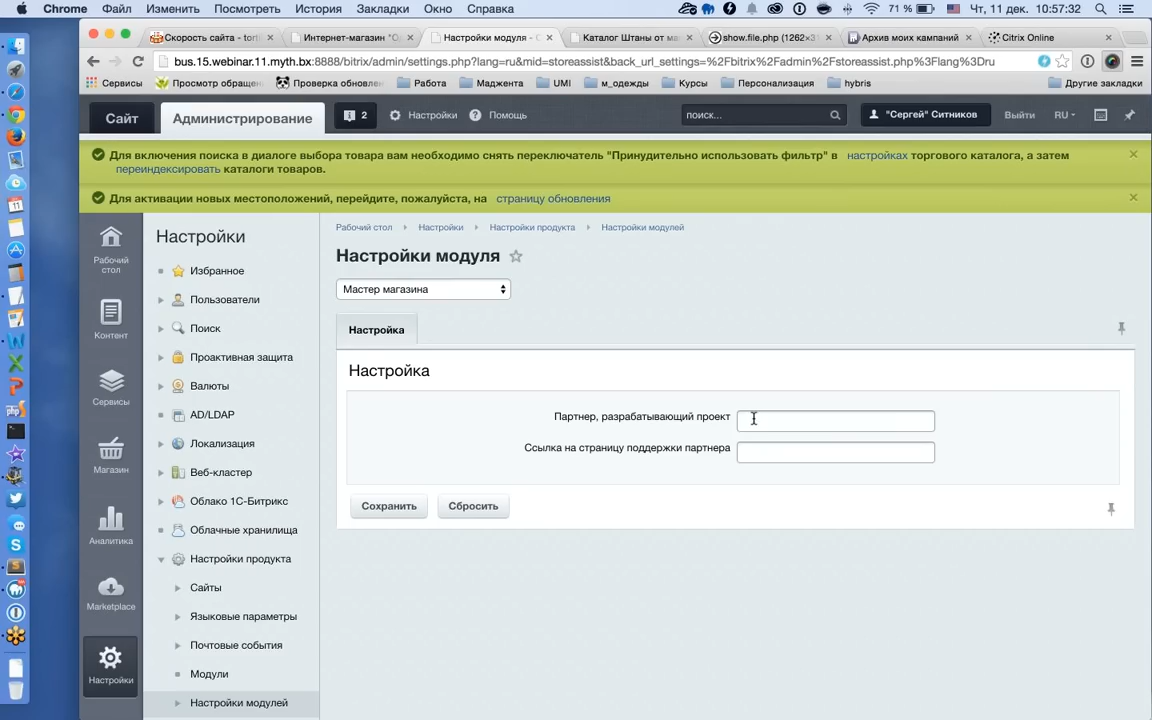 Chrome Файл Изменить Посмотреть История Закладки Окно Справка 71 % Чт, 11 дек. 10:57:32
Скорость сайта - tort
Интернет-магазин "О
Настройки модуля - С
Каталог Штаны от ма
show.file.php (1262×3
Архив моих кампаний
Citrix Online
bus.15.webinar.11.myth.bx:8888/bitrix/admin/settings.php?lang=ru&mid=storeassist&back_url_settings=%2Fbitrix%2Fadmin%2Fstoreassist.php%3Flang%3Dru
Сервисы Просмотр обращен Проверка обновлен Работа Маджента м_одежды UMI Курсы Персонализация hybris Другие закладки
Сайт Администрирование 2 Настройки Помощь поиск... "Сергей" Ситников Выйти RU
Для включения поиска в диалоге выбора товара вам необходимо снять переключатель "Принудительно использовать фильтр" в настройках торгового каталога, а затем
переиндексировать каталоги товаров.
Для активации новых местоположений, перейдите, пожалуйста, на страницу обновления
Рабочий
стол
Контент
Сервисы
Магазин
Аналитика
Marketplace
Настройки
Настройки
Избранное
Пользователи
Поиск
Проактивная защита
Валюты
AD/LDAP
Локализация
Веб-кластер
Облако 1С-Битрикс
Облачные хранилища
Настройки продукта
Сайты
Языковые параметры
Почтовые события
Модули
Настройки модулей
Рабочий стол Настройки Настройки продукта Настройки модулей
Настройки модуля
Мастер магазина
Настройка
Настройка
Партнер, разрабатывающий проект
Ссылка на страницу поддержки партнера
Сохранить Сбросить